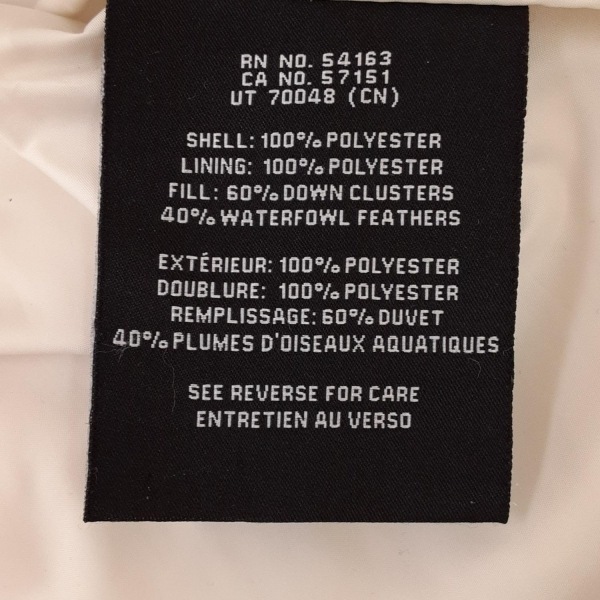 RN NO. 54163
CA NO. 57151
UT 70048 (CN)
SHELL: 100% POLYESTER
LINING: 100% POLYESTER
FILL: 60% DOWN CLUSTERS
40% WATERFOWL FEATHERS
EXTÉRIEUR: 100% POLYESTER
DOUBLURE: 100% POLYESTER
REMPLISSAGE: 60% DUVET
40% PLUMES D'OISEAUX AQUATIQUES
SEE REVERSE FOR CARE
ENTRETIEN AU VERSO